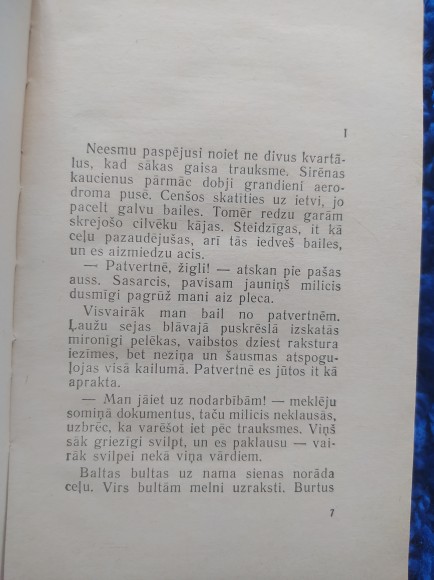 I
Neesmu paspējusi noiet ne divus kvartā-
lus, kad sākas gaisa trauksme. Sirēnas
kaucienus pārmāc dobji grandieni aero-
droma pusē. Cenšos skatīties uz ietvi, jo
pacelt galvu bailes. Tomēr redzu garām
skrejošo cilvēku kājas. Steidzīgas, it kā
ceļu pazaudējušas, arī tās iedveš bailes,
un es aizmiedzu acis.
— Patvertnē, žigli! — atskan pie pašas
auss. Sasarcis, pavisam jauniņš milicis
dusmīgi pagrūž mani aiz pleca.
Visvairāk man bail no patvertnēm.
Ļaužu sejas blāvajā puskrēslā izskatās
mironīgi pelēkas, vaibstos dziest rakstura
iezīmes, bet neziņa un šausmas atspogu-
ļojas visā kailumā. Patvertnē es jūtos it kā
aprakta.
— Man jāiet uz nodarbībām! — meklēju
somiņā dokumentus, taču milicis neklausās,
uzbrēc, ka varēšot iet pēc trauksmes. Viņš
sāk griezīgi svilpt, un es paklausu — vai-
rāk svilpei nekā viņa vārdiem.
Baltas bultas uz nama sienas norāda
ceļu. Virs bultām melni uzraksti. Burtus
7